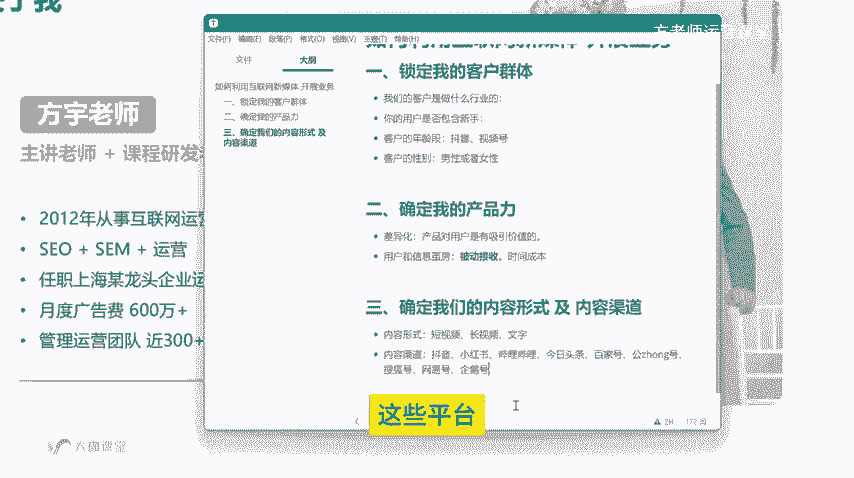 方老师运营课堂
文件(F) 编辑(E) 段落(P) 格式(O) 视图(V) 主题(T) 帮助(H)
文件 大纲
如何利用互联网新媒体 开展业务
一、锁定我的客户群体
二、确定我的产品力
三、确定我们的内容形式 及
内容渠道
如何利用互联网新媒体 开展业务
一、锁定我的客户群体
我们的客户是做什么行业的：
你的用户是否包含新手：
客户的年龄段：抖音、视频号
客户的性别：男性或者女性
二、确定我的产品力
差异化：产品对用户是有吸引价值的。
用户和信息茧房：被动接收。时间成本
三、确定我们的内容形式 及 内容渠道
内容形式：短视频、长视频、文字
内容渠道：抖音、小红书、哔哩哔哩、今日头条、百家号、公zhong号、
搜狐号、网易号、企鹅号
ZH 172 词
方宇老师
主讲老师 + 课程研发
2012年从事互联网运营
SEO + SEM + 运营
任职上海某龙头企业运
月度广告费 600万+
管理运营团队 近300+
大咖课堂
这些平台